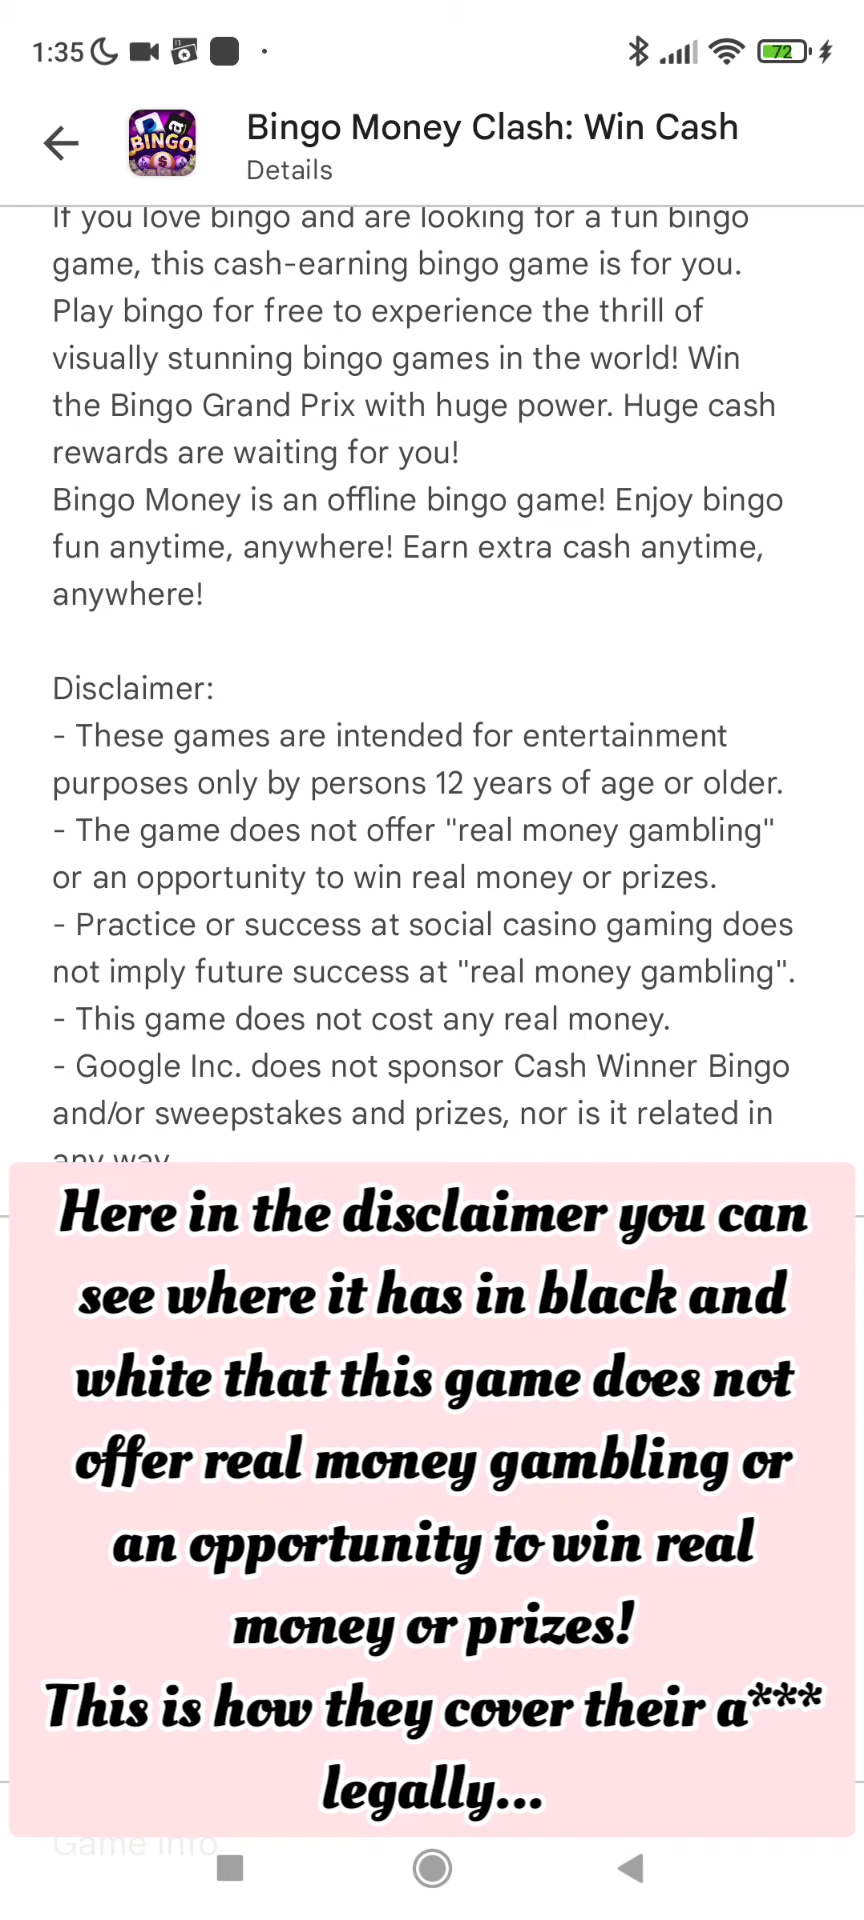 1:35
72
BINGO
Bingo Money Clash: Win Cash
Details
If you love bingo and are looking for a fun bingo
game, this cash-earning bingo game is for you.
Play bingo for free to experience the thrill of
visually stunning bingo games in the world! Win
the Bingo Grand Prix with huge power. Huge cash
rewards are waiting for you!
Bingo Money is an offline bingo game! Enjoy bingo
fun anytime, anywhere! Earn extra cash anytime,
anywhere!
Disclaimer:
- These games are intended for entertainment
purposes only by persons 12 years of age or older.
- The game does not offer "real money gambling"
or an opportunity to win real money or prizes.
- Practice or success at social casino gaming does
not imply future success at "real money gambling".
- This game does not cost any real money.
- Google Inc. does not sponsor Cash Winner Bingo
and/or sweepstakes and prizes, nor is it related in
any way
Here in the disclaimer you can
see where it has in black and
white that this game does not
offer real money gambling or
an opportunity to win real
money or prizes!
This is how they cover their a***
legally...
Game Info